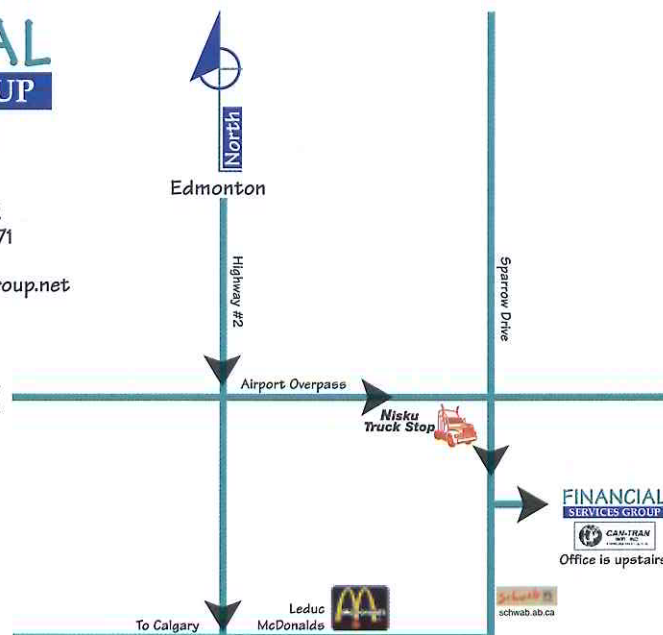 AL
UP
71
oup.net
North
Edmonton
Highway #2
Sparrow Drive
Airport Overpass
Nisku
Truck Stop
FINANCIAL
SERVICES GROUP
CAN-TRAN
Office is upstairs
Schwab
schwab.ab.ca
Leduc
McDonalds
To Calgary